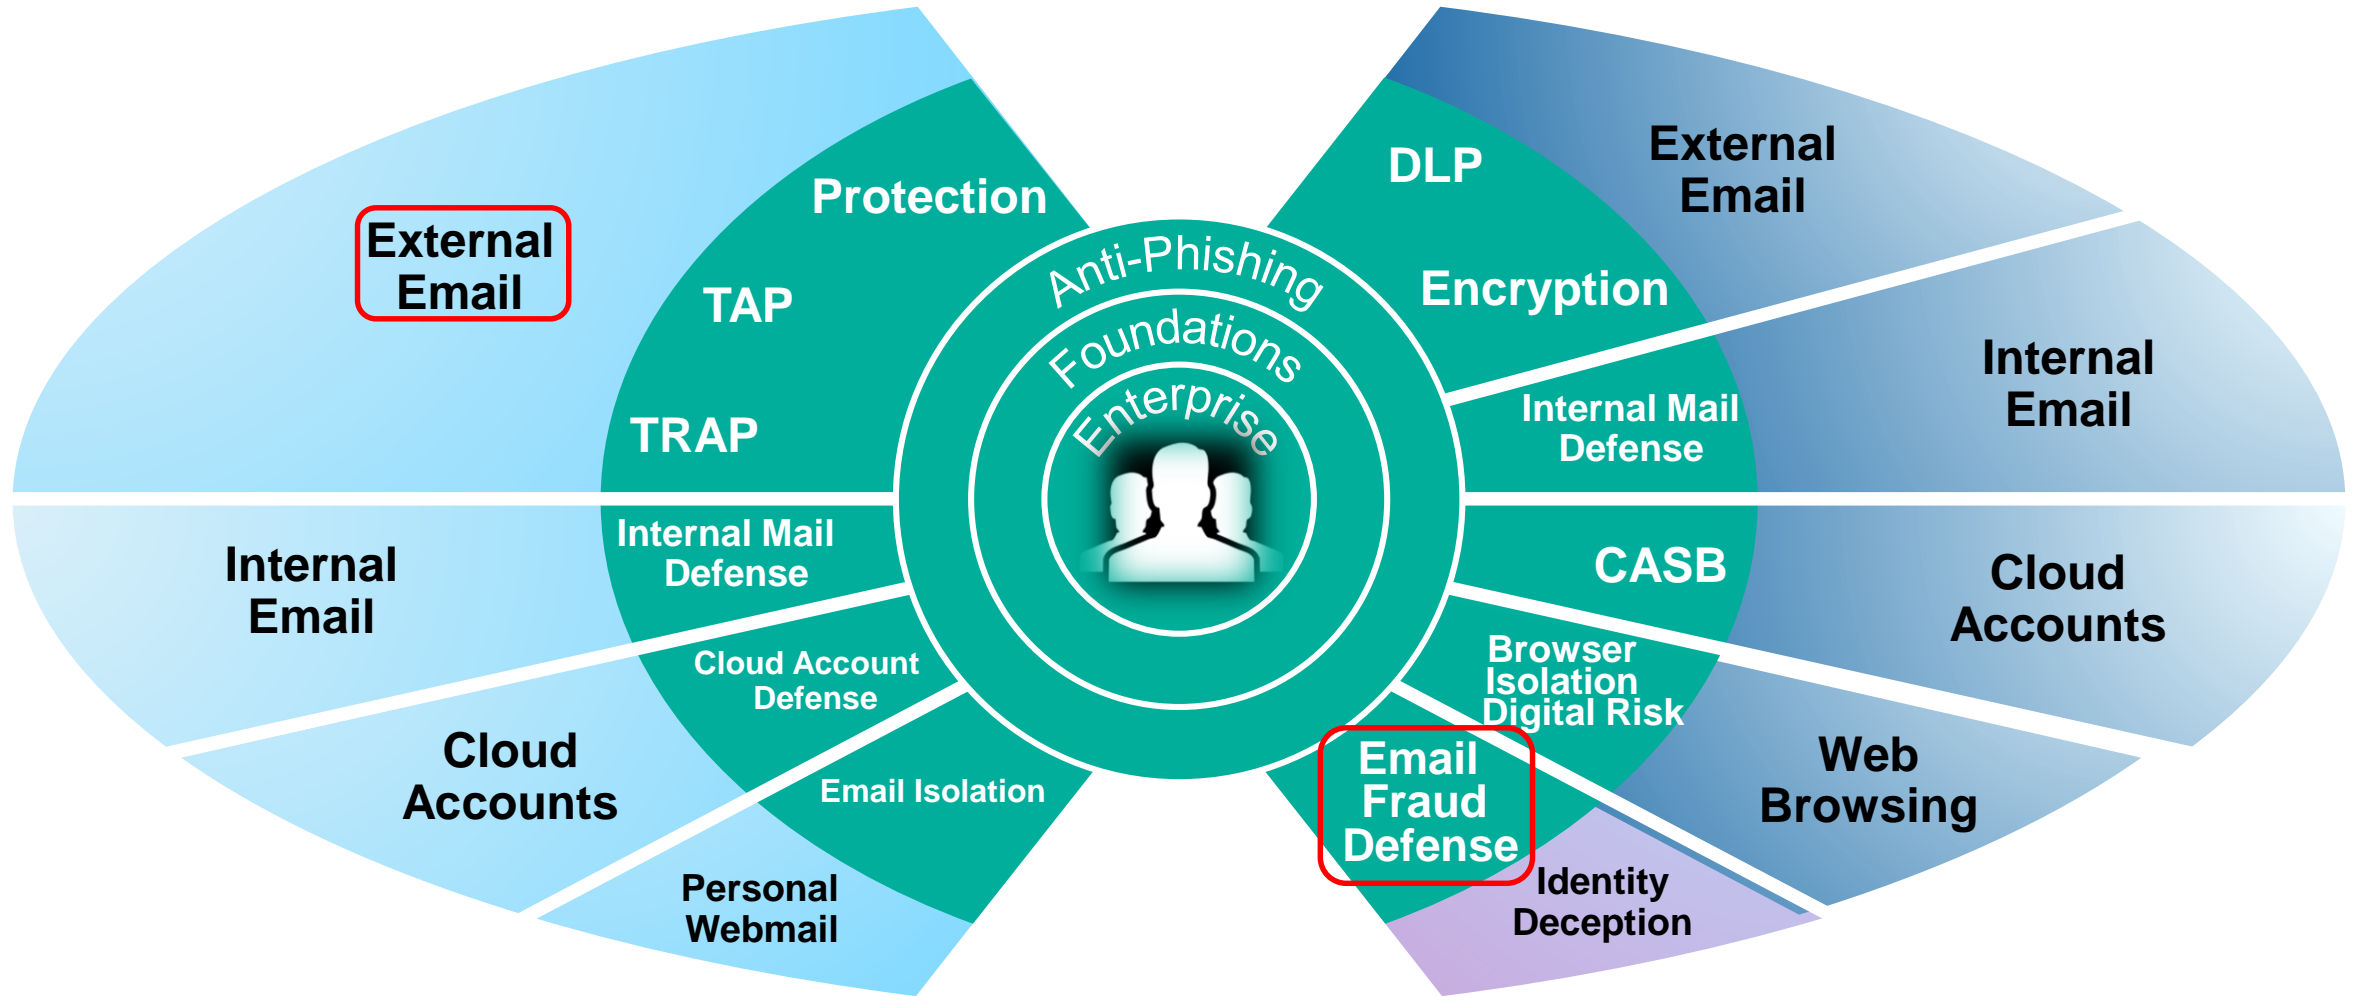 External
Email
Protection
TAP
TRAP
Internal
Email
Internal Mail
Defense
Cloud
Accounts
Cloud Account
Defense
Personal
Webmail
Email Isolation
Anti-Phishing
Foundations
Enterprise
DLP
Encryption
External
Email
Internal Mail
Defense
Internal
Email
CASB
Cloud
Accounts
Browser
Isolation
Digital Risk
Web
Browsing
Email
Fraud
Defense
Identity
Deception